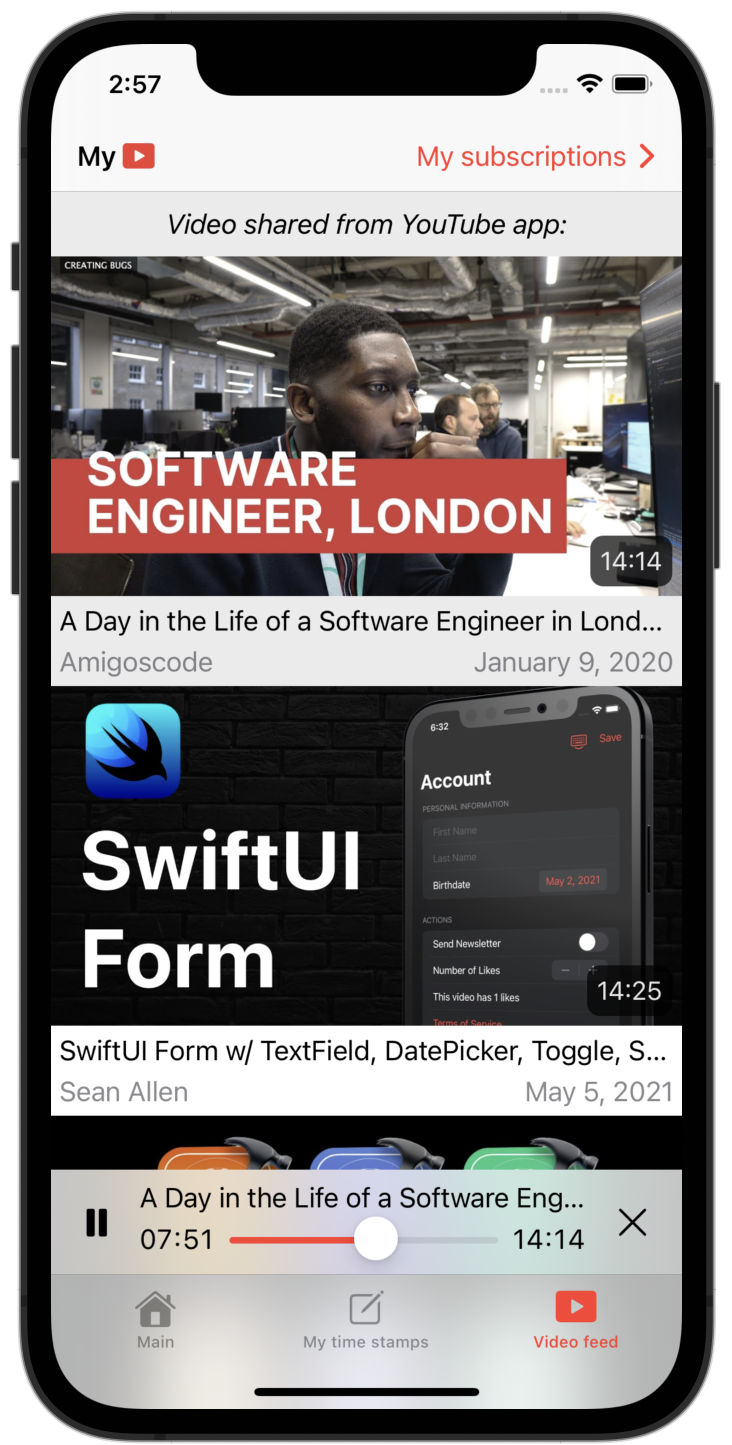 2:57
My
My subscriptions
Video shared from YouTube app:
CREATING BUGS
SOFTWARE
ENGINEER, LONDON
14:14
A Day in the Life of a Software Engineer in Lond...
Amigoscode January 9, 2020
6:32
Save
Account
PERSONAL INFORMATION
First Name
Last Name
Birthdate May 2, 2021
ACTIONS
Send Newsletter
Number of Likes
This video has 1 likes
Terms of Service
SwiftUI
Form
14:25
SwiftUI Form w/ TextField, DatePicker, Toggle, S...
Sean Allen May 5, 2021
A Day in the Life of a Software Eng...
07:51 14:14
Main My time stamps Video feed